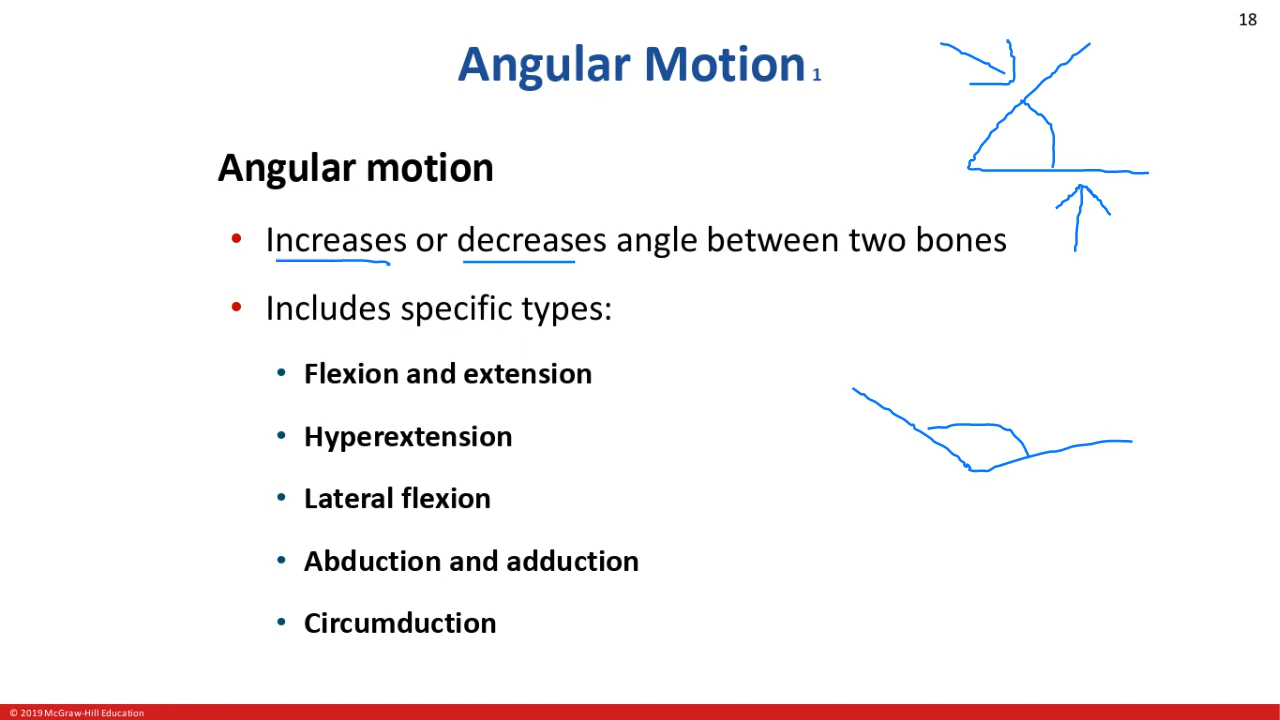 18
Angular Motion 1
Angular motion
• Increases or decreases angle between two bones
• Includes specific types:
• Flexion and extension
• Hyperextension
• Lateral flexion
• Abduction and adduction
• Circumduction
© 2019 McGraw-Hill Education